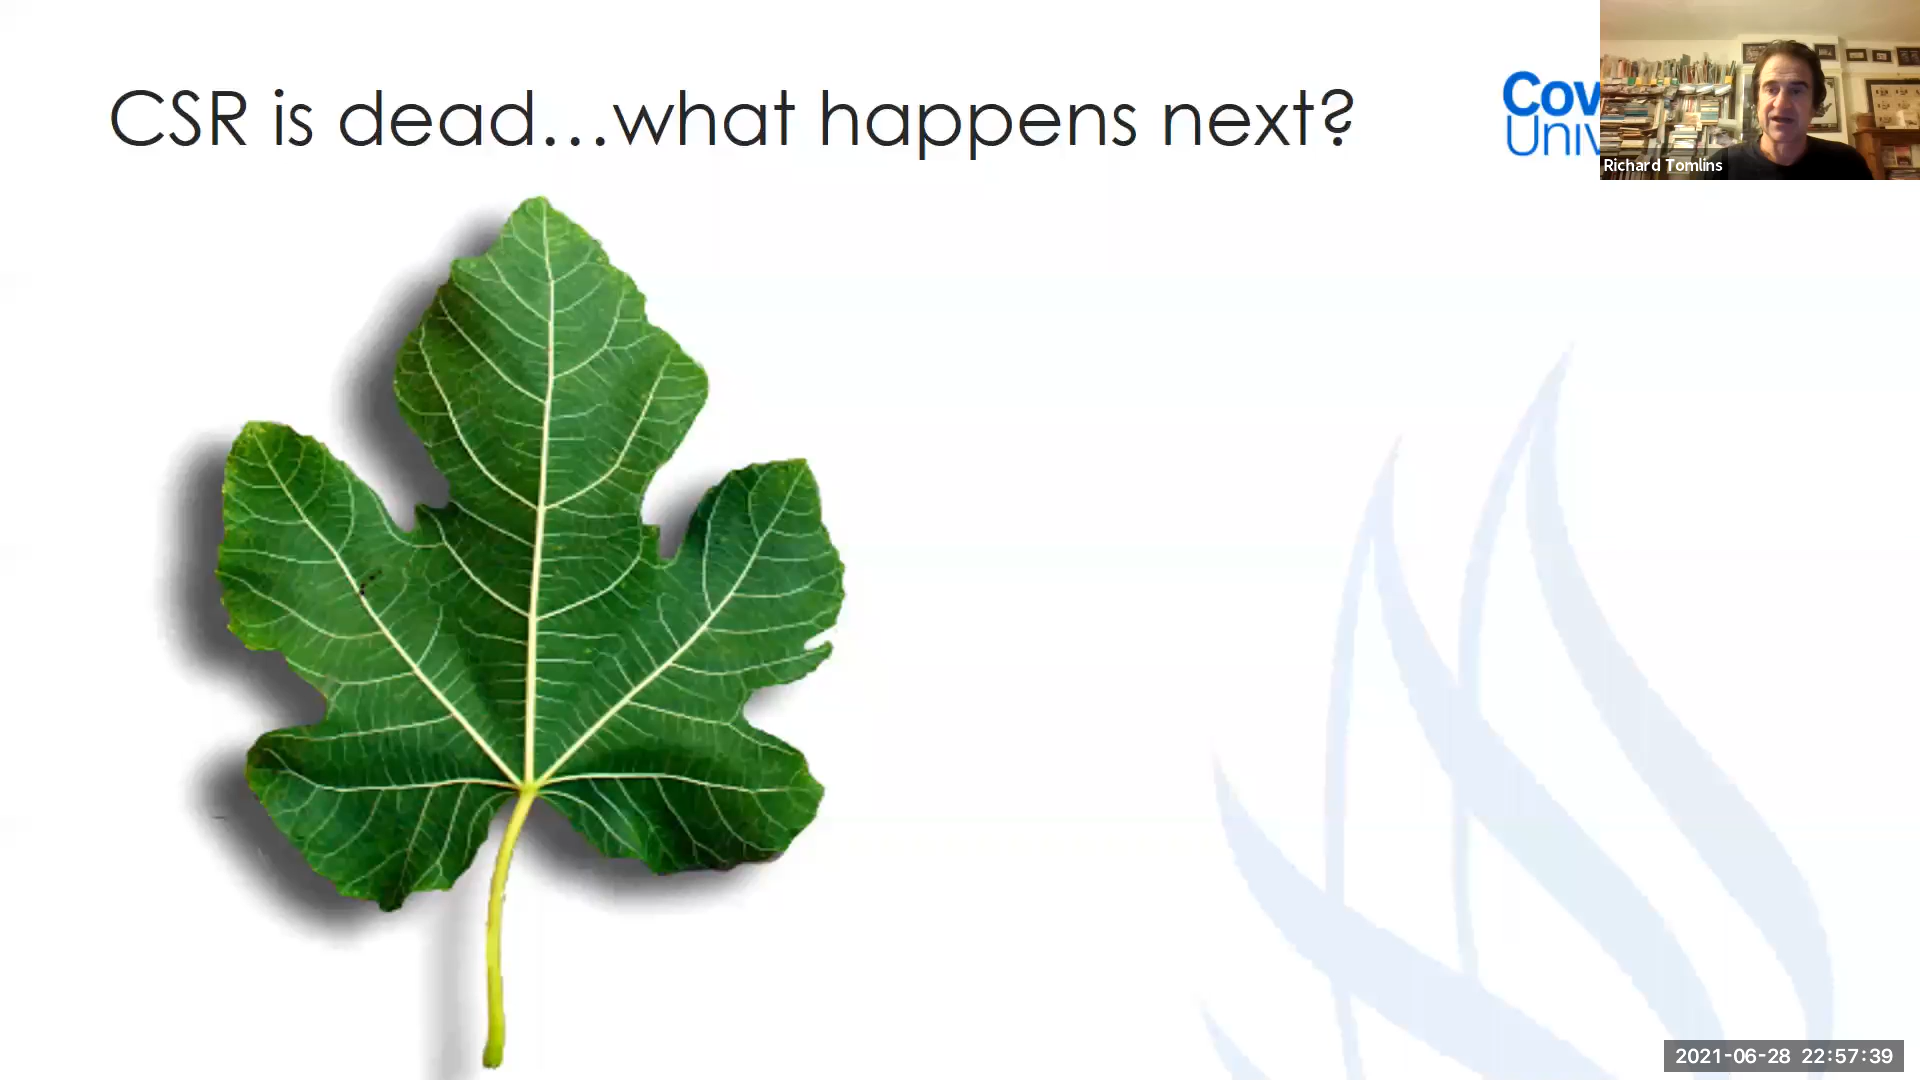 CSR is dead...what happens next?
Cov
Univ
Richard Tomlins
2021-06-28 22:57:39